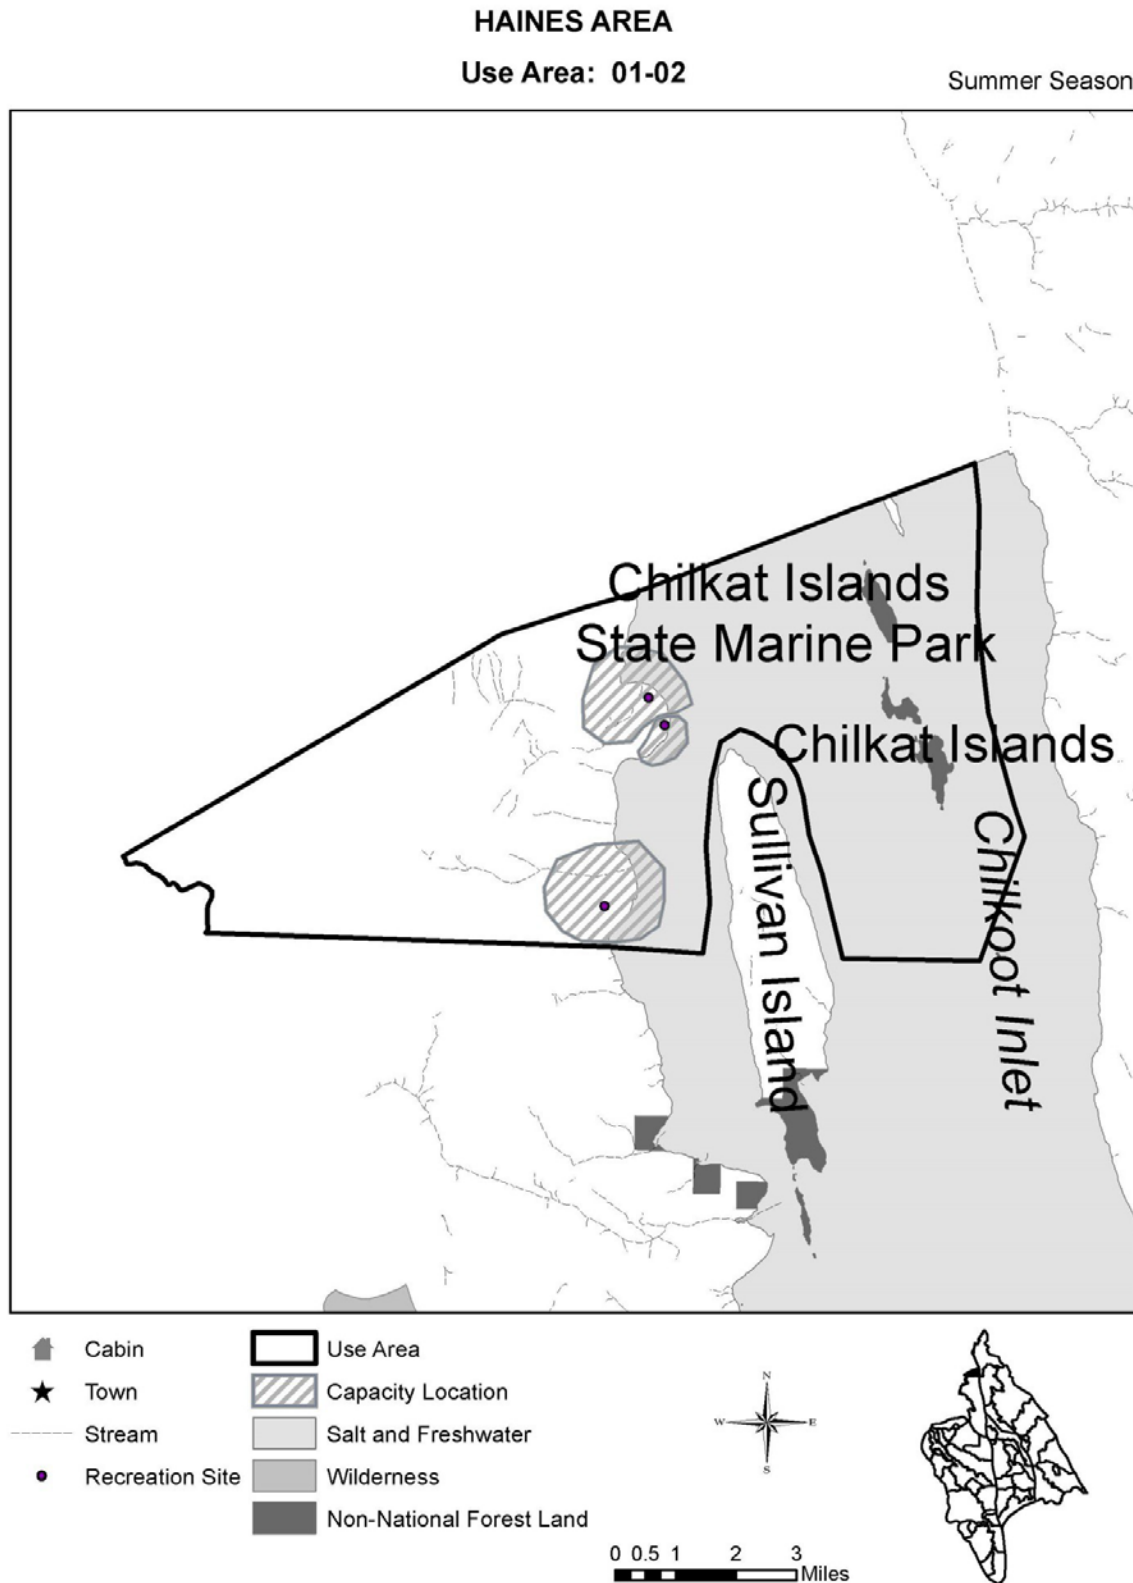 HAINES AREA
Use Area: 01-02
Summer Season
Chilkat Islands
State Marine Park
Chilkat Islands
Sullivan Island
Chilkoot Inlet
Cabin
Town
Stream
Recreation Site
Use Area
Capacity Location
Salt and Freshwater
Wilderness
Non-National Forest Land
N
W E
S
0 0.5 1 2 3
Miles